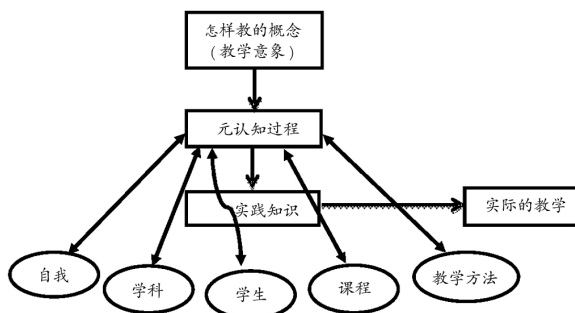 怎样教的概念
(教学意象)
元认知过程
实践知识
实际的教学
自我
学科
学生
课程
教学方法